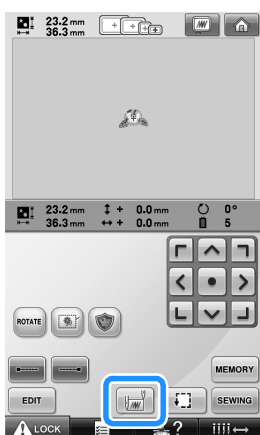 23.2 mm
36.3 mm
23.2 mm ↕ + 0.0 mm 0°
36.3 mm ↔ + 0.0 mm 5
ROTATE
MEMORY
EDIT
SEWING
LOCK ?